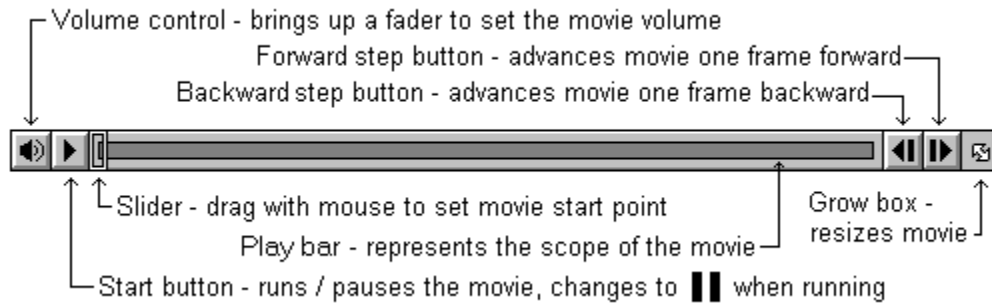 Volume control - brings up a fader to set the movie volume
Forward step button - advances movie one frame forward
Backward step button - advances movie one frame backward
Slider - drag with mouse to set movie start point
Grow box -
resizes movie
Play bar - represents the scope of the movie
Start button - runs / pauses the movie, changes to when running